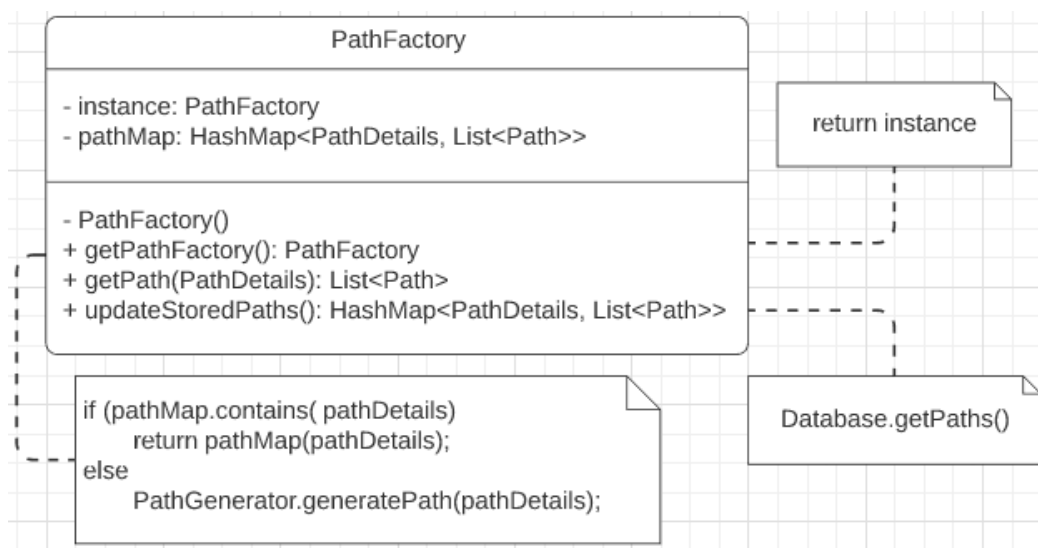 PathFactory
- instance: PathFactory
- pathMap: HashMap<PathDetails, List<Path>>
return instance
- PathFactory()
+ getPathFactory(): PathFactory
+ getPath(PathDetails): List<Path>
+ updateStoredPaths(): HashMap<PathDetails, List<Path>>
if (pathMap.contains( pathDetails)
return pathMap(pathDetails);
else
PathGenerator.generatePath(pathDetails);
Database.getPaths()